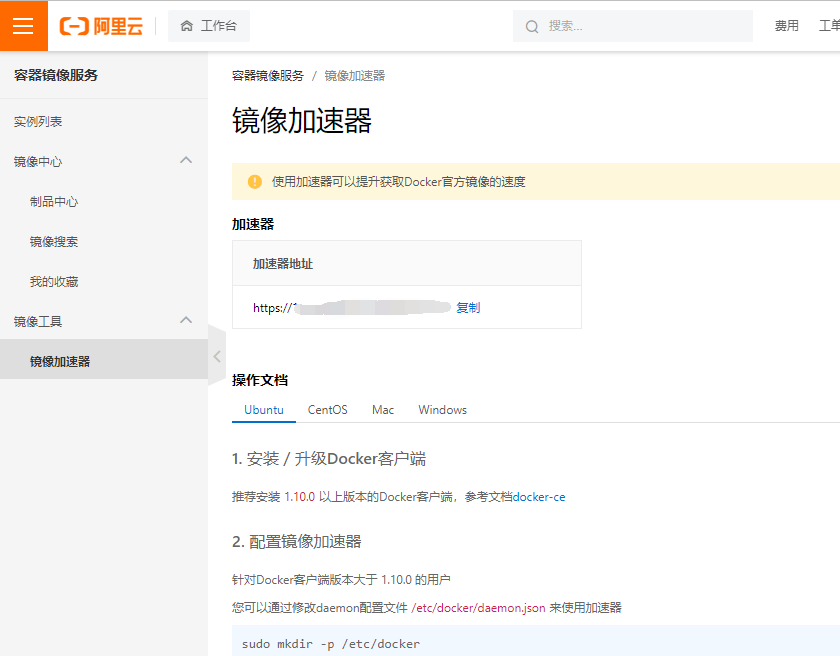 阿里云
工作台
搜索...
费用
工单
容器镜像服务
实例列表
镜像中心
制品中心
镜像搜索
我的收藏
镜像工具
镜像加速器
容器镜像服务 / 镜像加速器
镜像加速器
使用加速器可以提升获取Docker官方镜像的速度
加速器
加速器地址
https:// 复制
操作文档
Ubuntu CentOS Mac Windows
1. 安装 / 升级Docker客户端
推荐安装 1.10.0 以上版本的Docker客户端，参考文档docker-ce
2. 配置镜像加速器
针对Docker客户端版本大于 1.10.0 的用户
您可以通过修改daemon配置文件 /etc/docker/daemon.json 来使用加速器
sudo mkdir -p /etc/docker